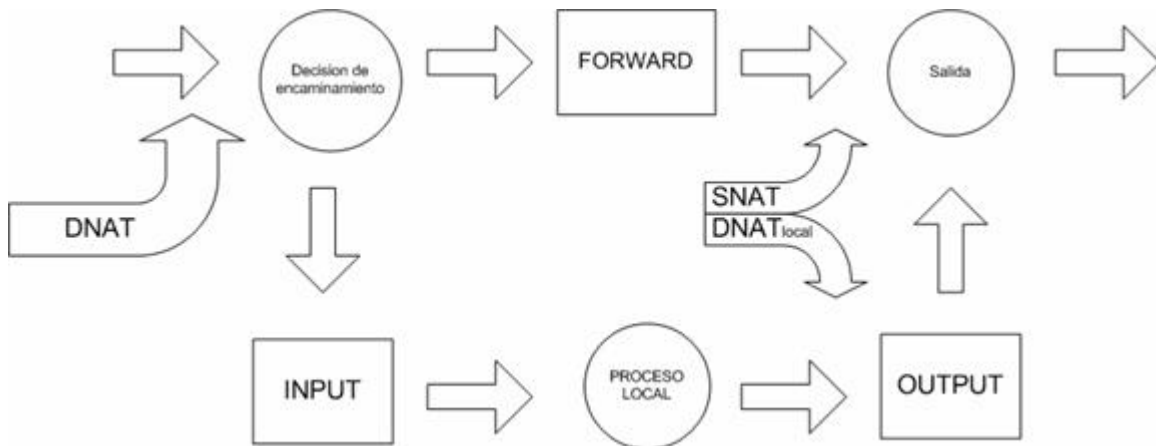 Decision de
encaminamiento
FORWARD
Salida
DNAT
SNAT
DNATlocal
INPUT
PROCESO
LOCAL
OUTPUT